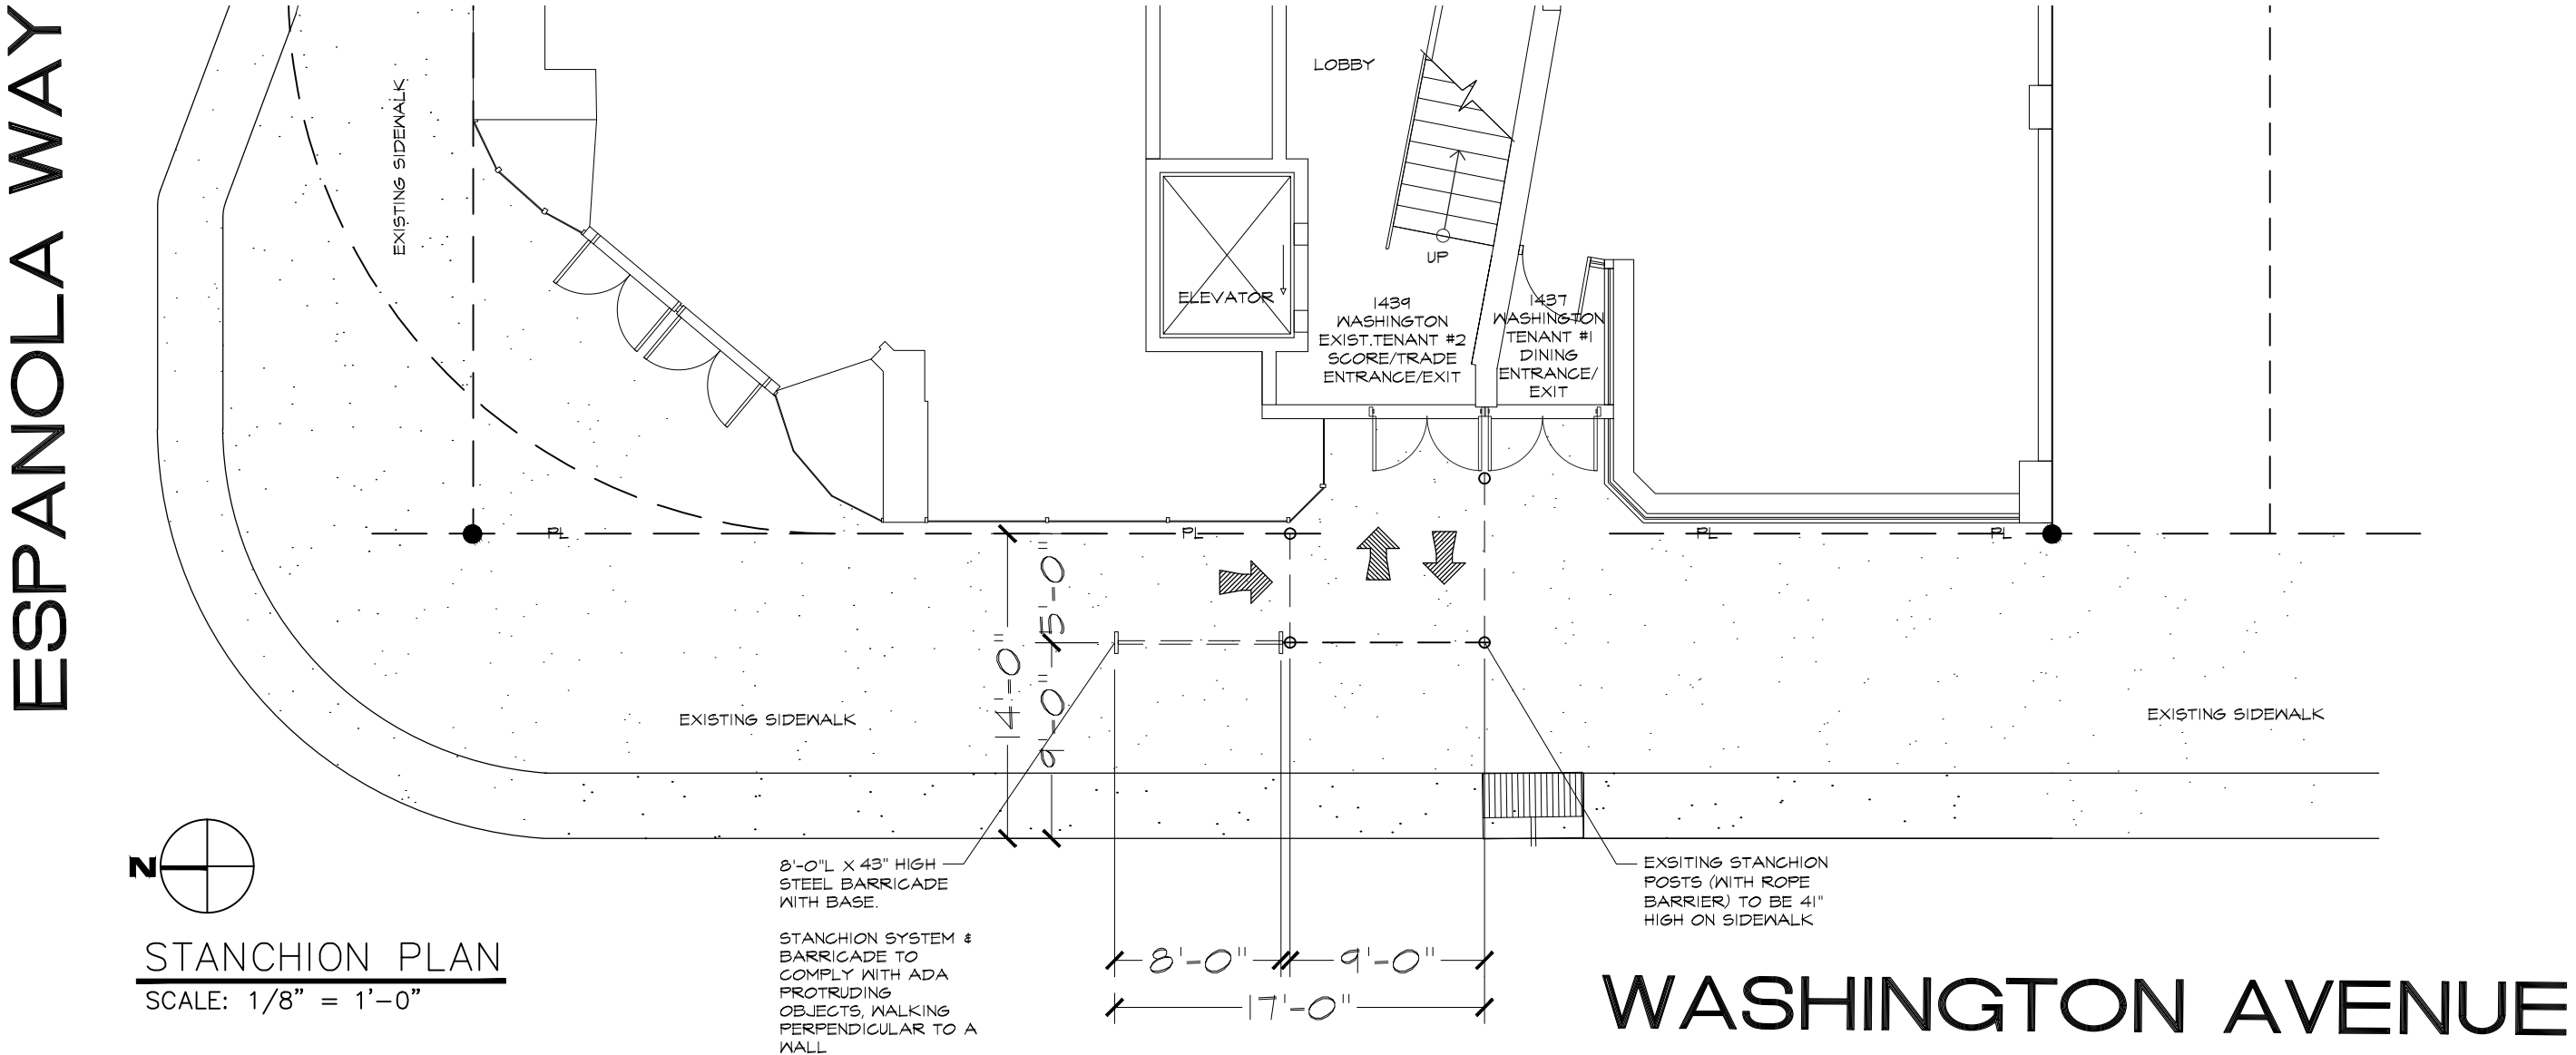 ESPANOLA WAY
EXISTING SIDEWALK
LOBBY
UP
ELEVATOR
1439
WASHINGTON
EXIST.TENANT #2
SCORE/TRADE
ENTRANCE/EXIT
1437
WASHINGTON
TENANT #1
DINING
ENTRANCE/
EXIT
PL
PL
PL
PL
5'-0"
14'-0"
9'-0"
EXISTING SIDEWALK
EXISTING SIDEWALK
N
8'-0"L X 43" HIGH
STEEL BARRICADE
WITH BASE.
STANCHION SYSTEM &
BARRICADE TO
COMPLY WITH ADA
PROTRUDING
OBJECTS, WALKING
PERPENDICULAR TO A
WALL
EXSITING STANCHION
POSTS (WITH ROPE
BARRIER) TO BE 41"
HIGH ON SIDEWALK
8'-0"
9'-0"
17'-0"
STANCHION PLAN
SCALE: 1/8" = 1'-0"
WASHINGTON AVENUE